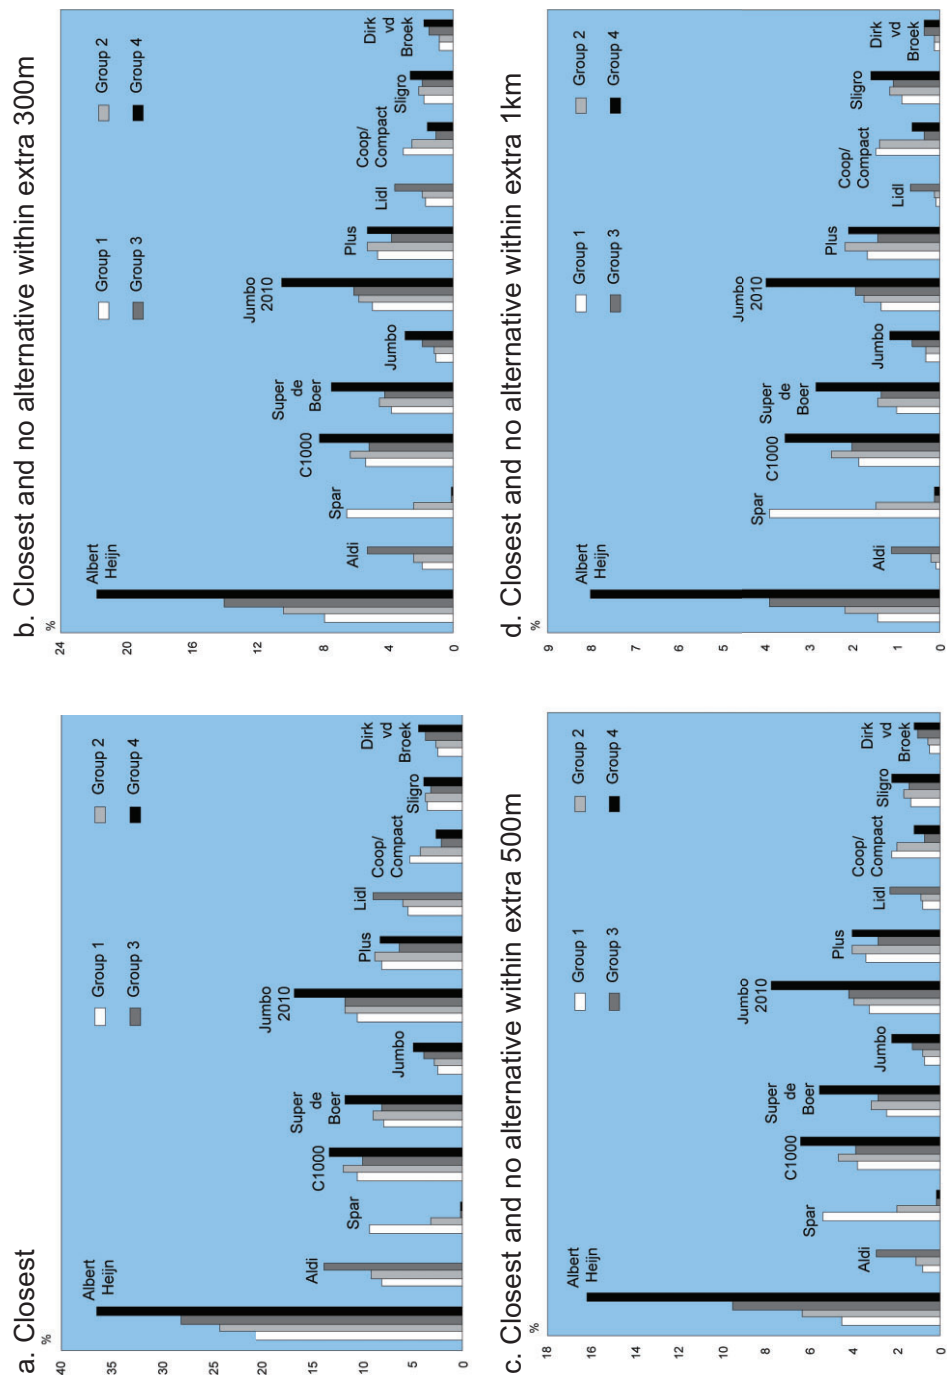 a. Closest
%
40
35
30
25
20
15
10
5
0
Group 1
Group 2
Group 3
Group 4
Albert
Heijn
Aldi
Spar
C1000
Super
de
Boer
Jumbo
Jumbo
2010
Plus
Lidl
Coop/
Compact
Sligro
Dirk
vd
Broek
b. Closest and no alternative within extra 300m
%
24
20
16
12
8
4
0
Group 1
Group 2
Group 3
Group 4
Albert
Heijn
Aldi
Spar
C1000
Super
de
Boer
Jumbo
Jumbo
2010
Plus
Lidl
Coop/
Compact
Sligro
Dirk
vd
Broek
c. Closest and no alternative within extra 500m
%
18
16
14
12
10
8
6
4
2
0
Group 1
Group 2
Group 3
Group 4
Albert
Heijn
Aldi
Spar
C1000
Super
de
Boer
Jumbo
Jumbo
2010
Plus
Lidl
Coop/
Compact
Sligro
Dirk
vd
Broek
d. Closest and no alternative within extra 1km
%
9
8
7
6
5
4
3
2
1
0
Group 1
Group 2
Group 3
Group 4
Albert
Heijn
Aldi
Spar
C1000
Super
de
Boer
Jumbo
Jumbo
2010
Plus
Lidl
Coop/
Compact
Sligro
Dirk
vd
Broek